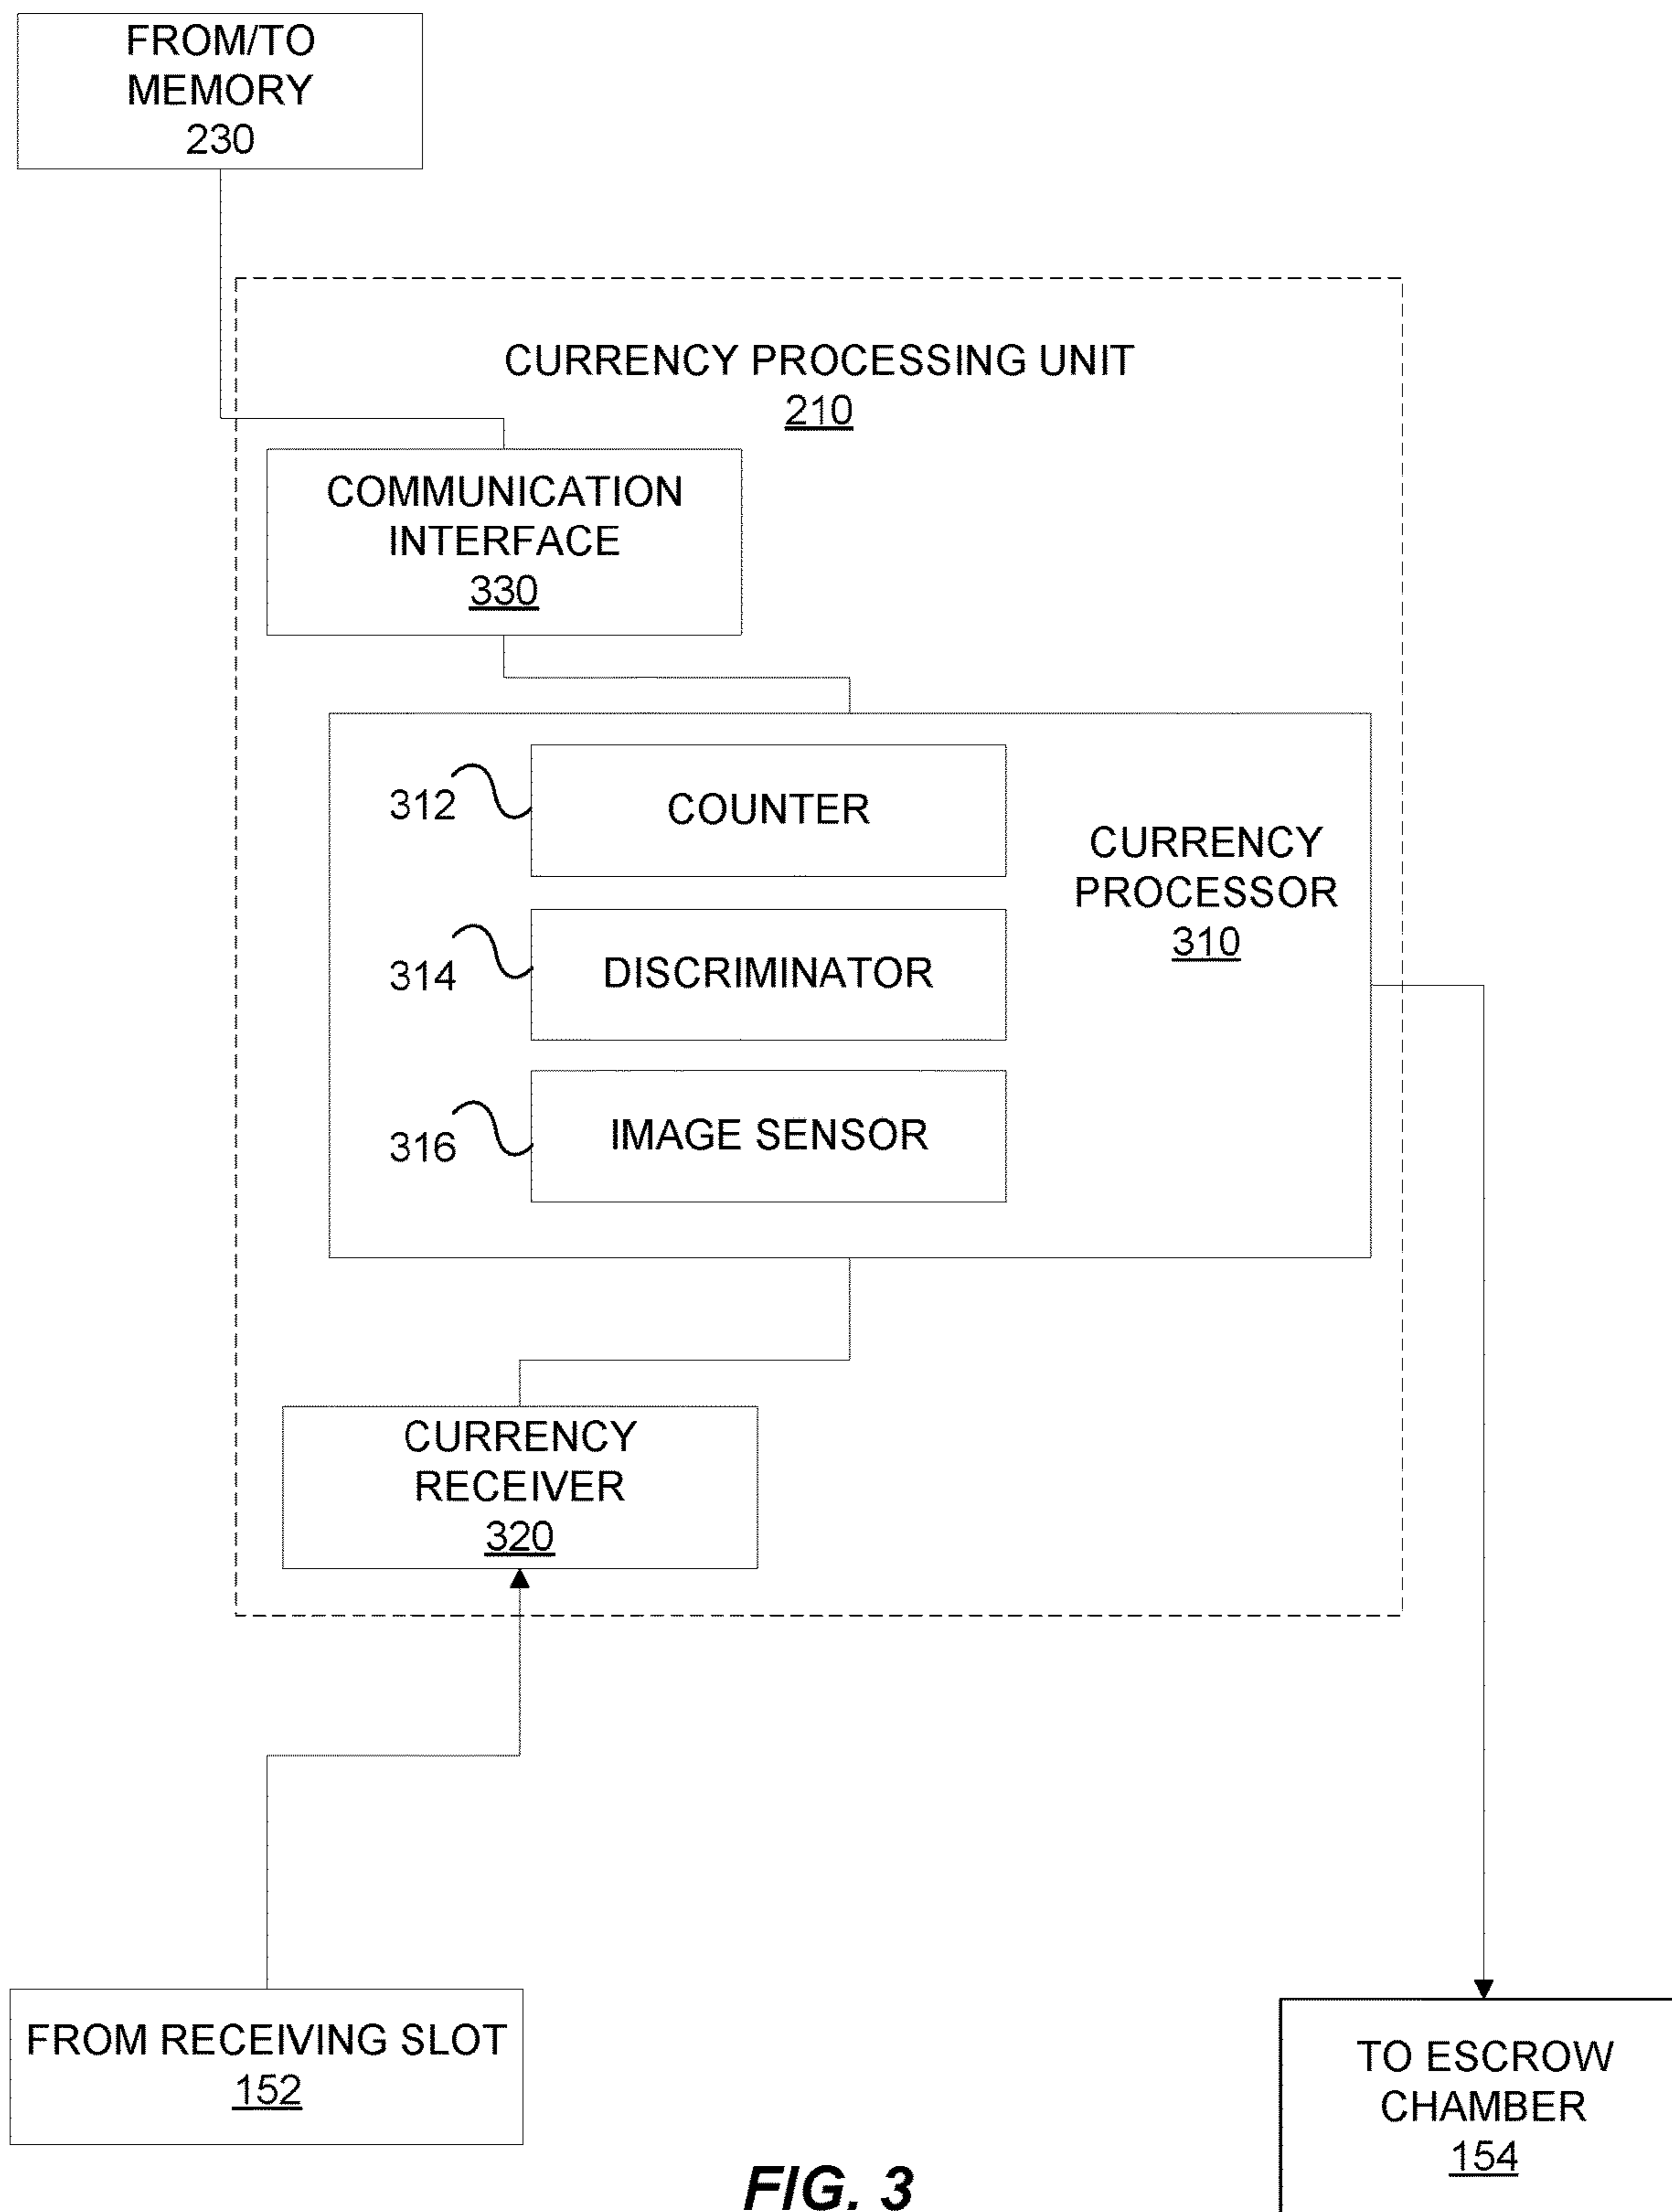 FROM/TO
MEMORY
230
CURRENCY PROCESSING UNIT
210
COMMUNICATION
INTERFACE
330
312
COUNTER
CURRENCY
PROCESSOR
310
314
DISCRIMINATOR
316
IMAGE SENSOR
CURRENCY
RECEIVER
320
FROM RECEIVING SLOT
152
TO ESCROW
CHAMBER
154
FIG. 3